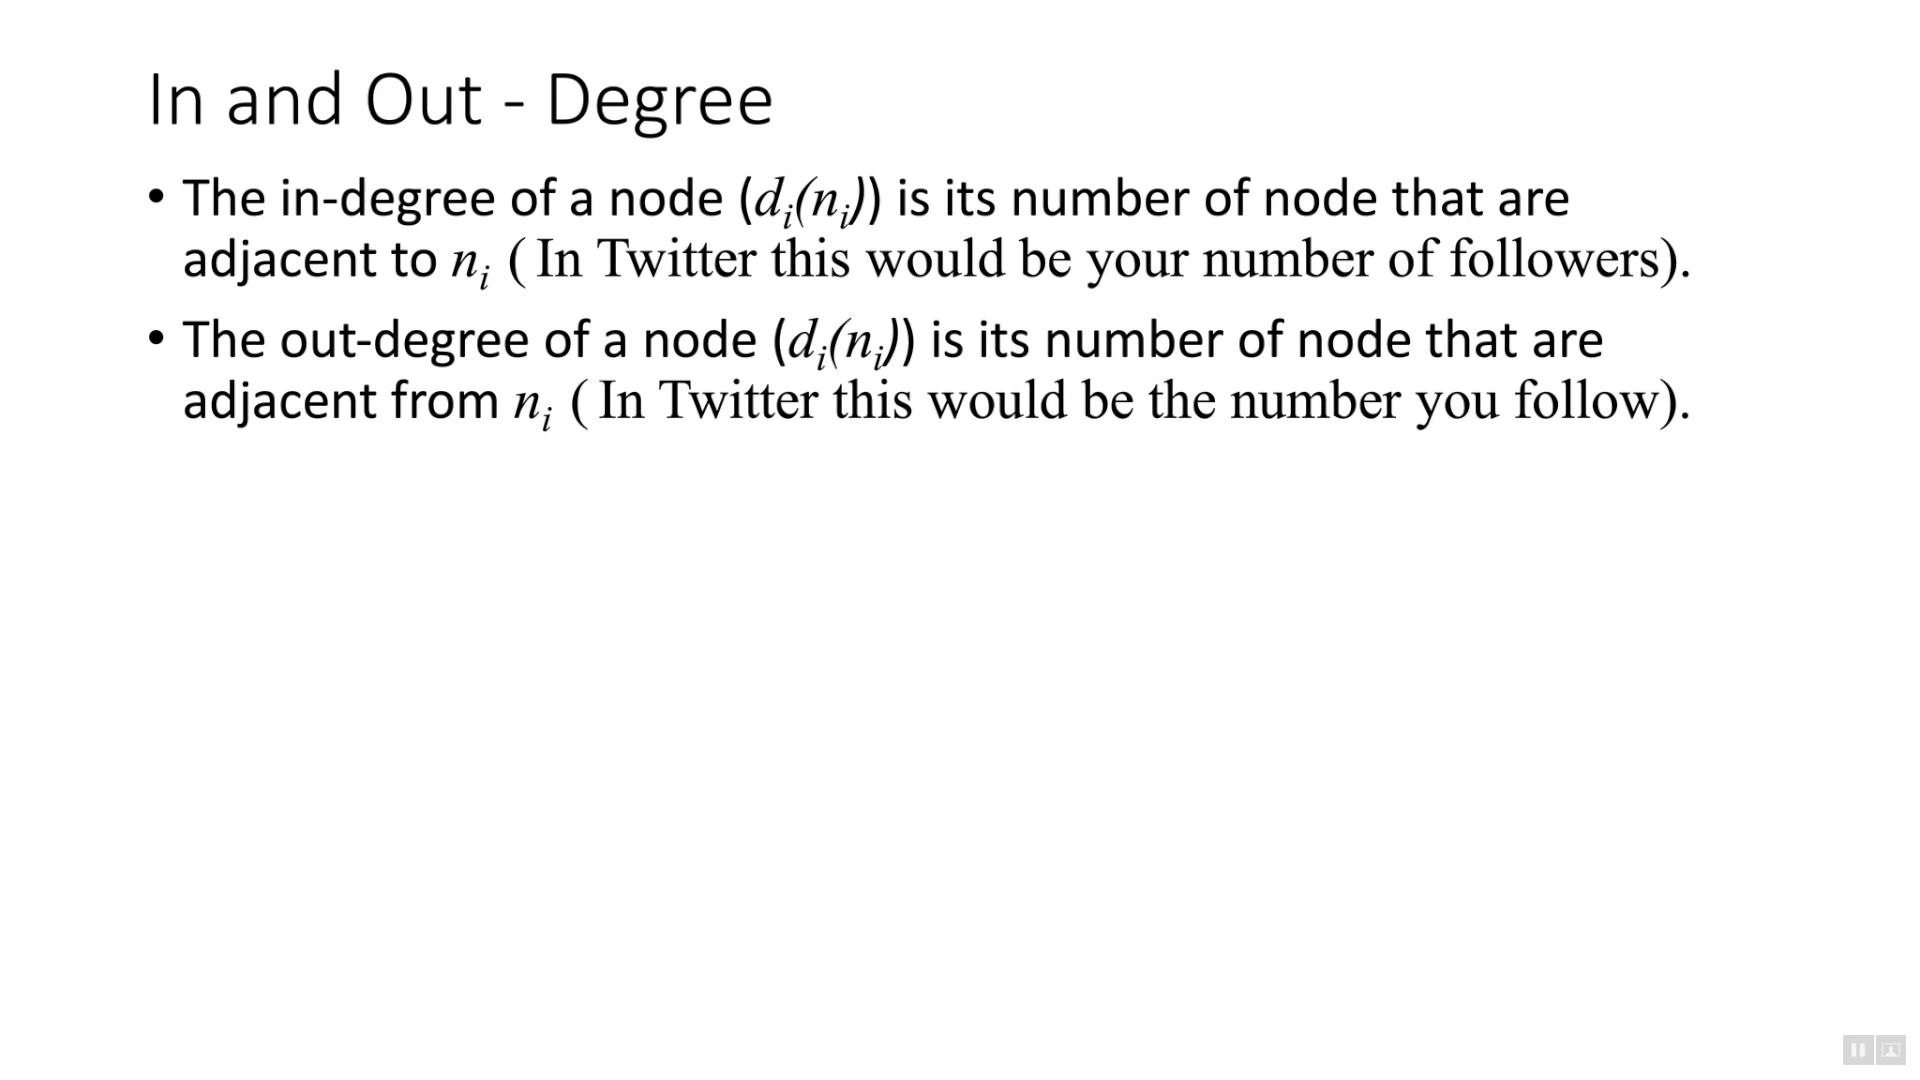 In and Out - Degree
• The in-degree of a node (dᵢ(nᵢ)) is its number of node that are
adjacent to nᵢ ( In Twitter this would be your number of followers).
• The out-degree of a node (dᵢ(nᵢ)) is its number of node that are
adjacent from nᵢ ( In Twitter this would be the number you follow).